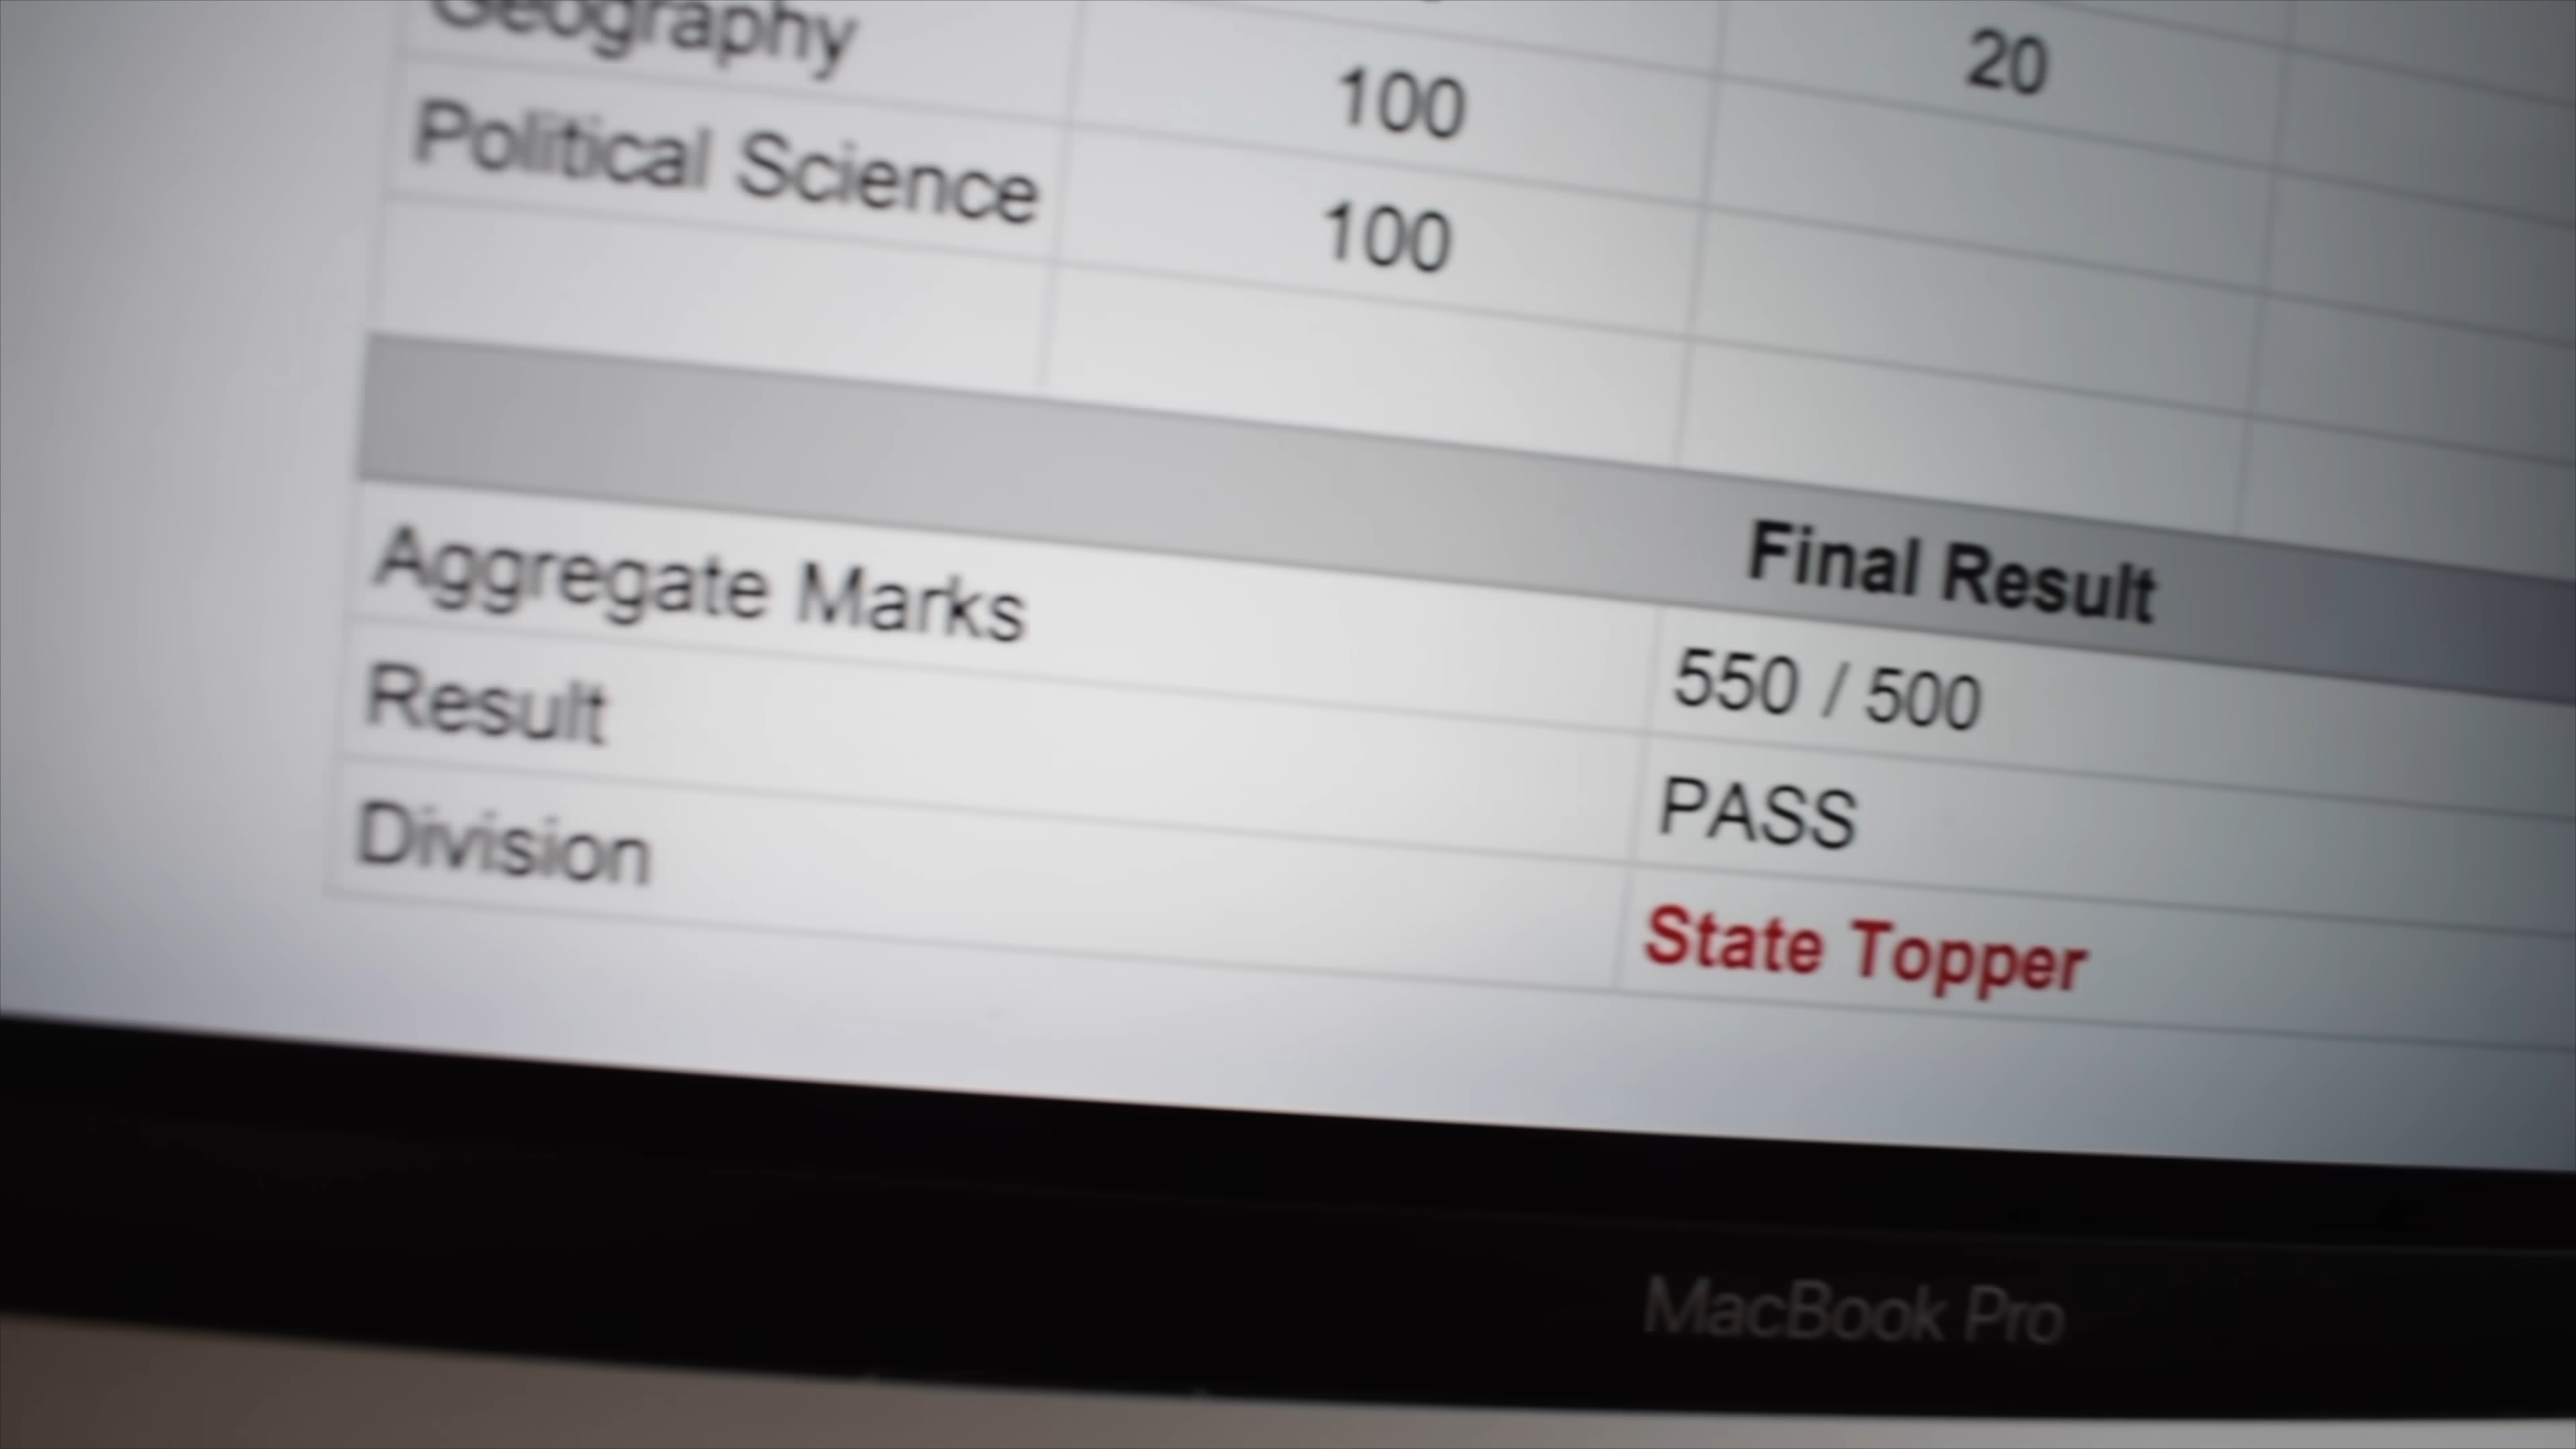 Geography
20
100
Political Science
100
Final Result
Aggregate Marks 550 / 500
Result PASS
Division State Topper
MacBook Pro